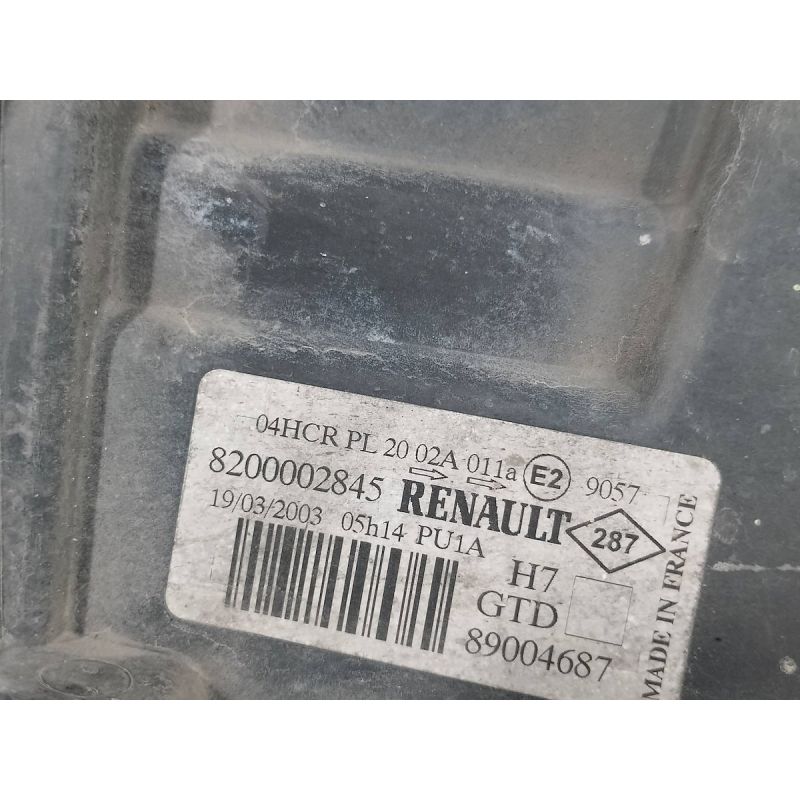 04HCR PL 20 02A 011a E2 9057
8200002845 RENAULT 287
19/03/2003 05h14 PU1A
H7
GTD
89004687
MADE IN FRANCE